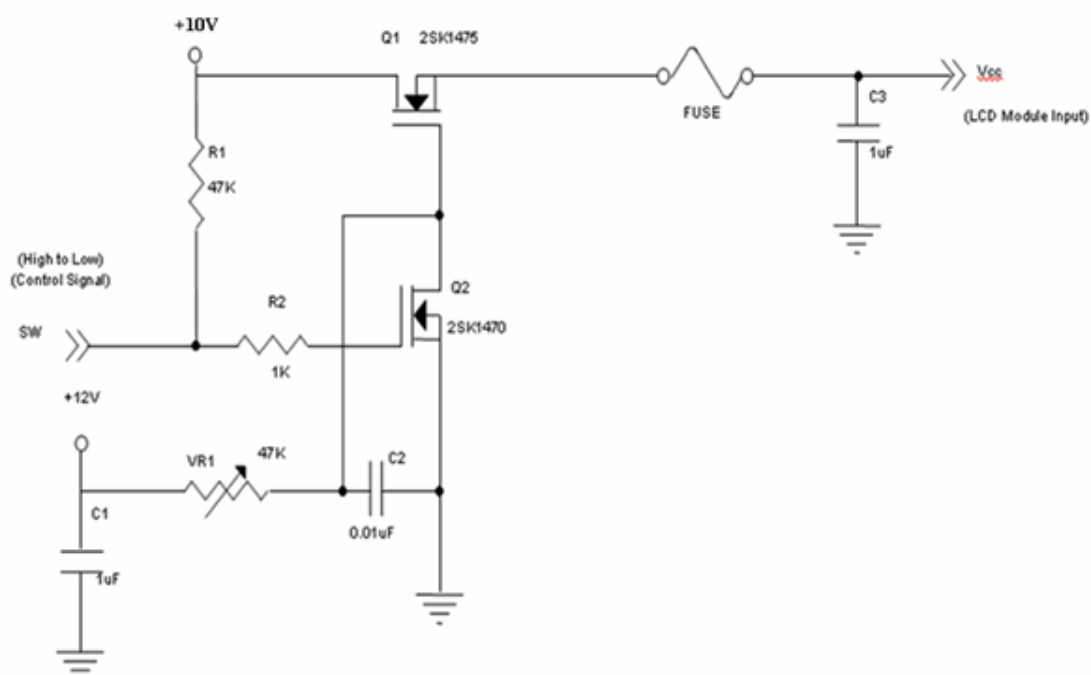 +10V
Q1 2SK1475
Vcc
(LCD Module Input)
FUSE
C3
1uF
R1
47K
(High to Low)
(Control Signal)
SW
R2
1K
Q2
2SK1470
+12V
VR1
47K
C2
0.01uF
C1
1uF